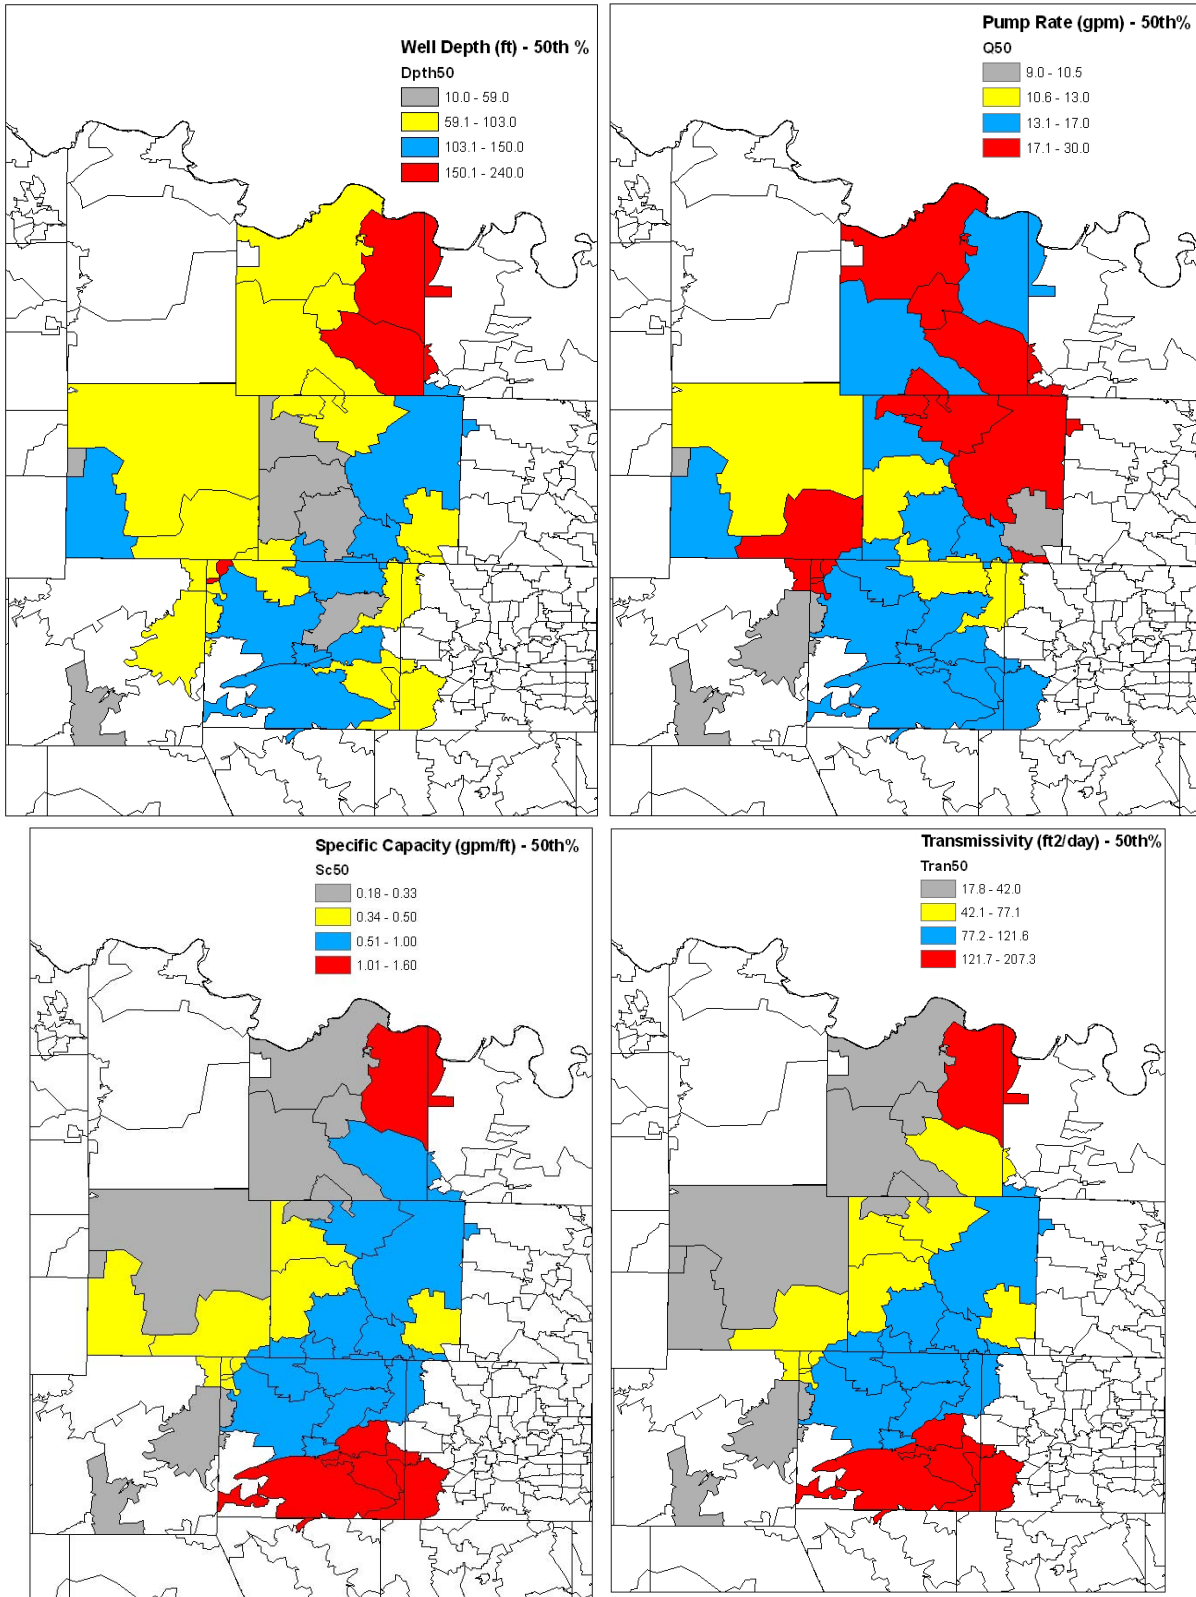 Well Depth (ft) - 50th %
Dpth50
10.0 - 59.0
59.1 - 103.0
103.1 - 150.0
150.1 - 240.0
Pump Rate (gpm) - 50th%
Q50
9.0 - 10.5
10.6 - 13.0
13.1 - 17.0
17.1 - 30.0
Specific Capacity (gpm/ft) - 50th%
Sc50
0.18 - 0.33
0.34 - 0.50
0.51 - 1.00
1.01 - 1.60
Transmissivity (ft2/day) - 50th%
Tran50
17.8 - 42.0
42.1 - 77.1
77.2 - 121.6
121.7 - 207.3